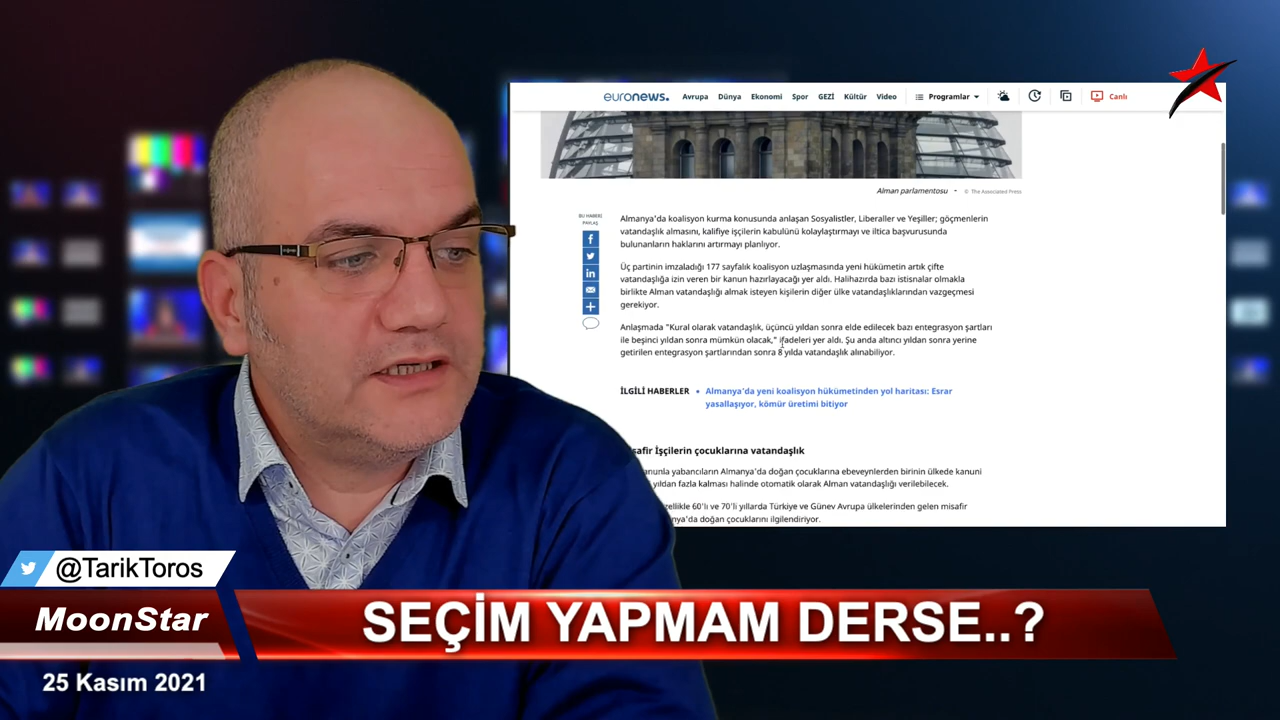 euronews.
Avrupa Dünya Ekonomi Spor GEZİ Kültür Video Programlar Canlı
Alman parlamentosu - © The Associated Press
BU HABERİ
PAYLAŞ
Almanya'da koalisyon kurma konusunda anlaşan Sosyalistler, Liberaller ve Yeşiller; göçmenlerin
vatandaşlık almasını, kalifiye işçilerin kabulünü kolaylaştırmayı ve iltica başvurusunda
bulunanların haklarını artırmayı planlıyor.
Üç partinin imzaladığı 177 sayfalık koalisyon uzlaşmasında yeni hükümetin artık çifte
vatandaşlığa izin veren bir kanun hazırlayacağı yer aldı. Halihazırda bazı istisnalar olmakla
birlikte Alman vatandaşlığı almak isteyen kişilerin diğer ülke vatandaşlıklarından vazgeçmesi
gerekiyor.
Anlaşmada "Kural olarak vatandaşlık, üçüncü yıldan sonra elde edilecek bazı entegrasyon şartları
ile beşinci yıldan sonra mümkün olacak," ifadeleri yer aldı. Şu anda altıncı yıldan sonra yerine
getirilen entegrasyon şartlarından sonra 8 yılda vatandaşlık alınabiliyor.
İLGİLİ HABERLER • Almanya'da yeni koalisyon hükümetinden yol haritası: Esrar
yasallaşıyor, kömür üretimi bitiyor
safir İşçilerin çocuklarına vatandaşlık
anunla yabancıların Almanya'da doğan çocuklarına ebeveynlerden birinin ülkede kanuni
yıldan fazla kalması halinde otomatik olarak Alman vatandaşlığı verilebilecek.
zellikle 60'lı ve 70'li yıllarda Türkiye ve Günev Avrupa ülkelerinden gelen misafir
nya'da doğan çocuklarını ilgilendiriyor.
@TarikToros
MoonStar
SEÇİM YAPMAM DERSE..?
25 Kasım 2021